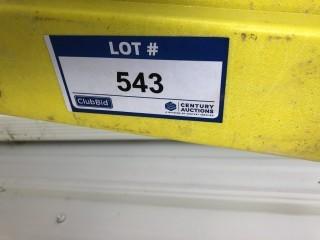 LOT #
543
ClubBid
CENTURY
AUCTIONS